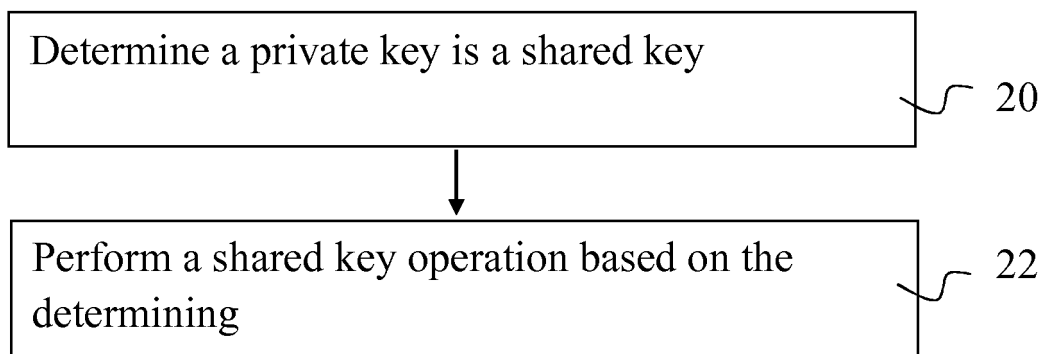 Determine a private key is a shared key
20
Perform a shared key operation based on the
22
determining